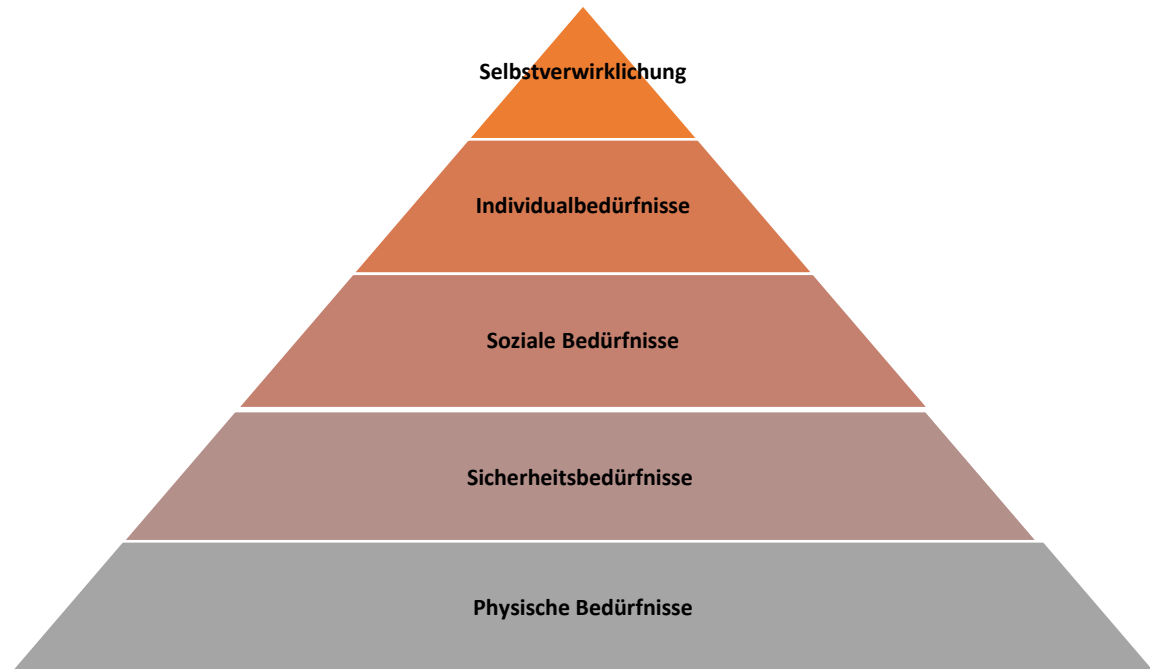 Selbstverwirklichung
Individualbedürfnisse
Soziale Bedürfnisse
Sicherheitsbedürfnisse
Physische Bedürfnisse